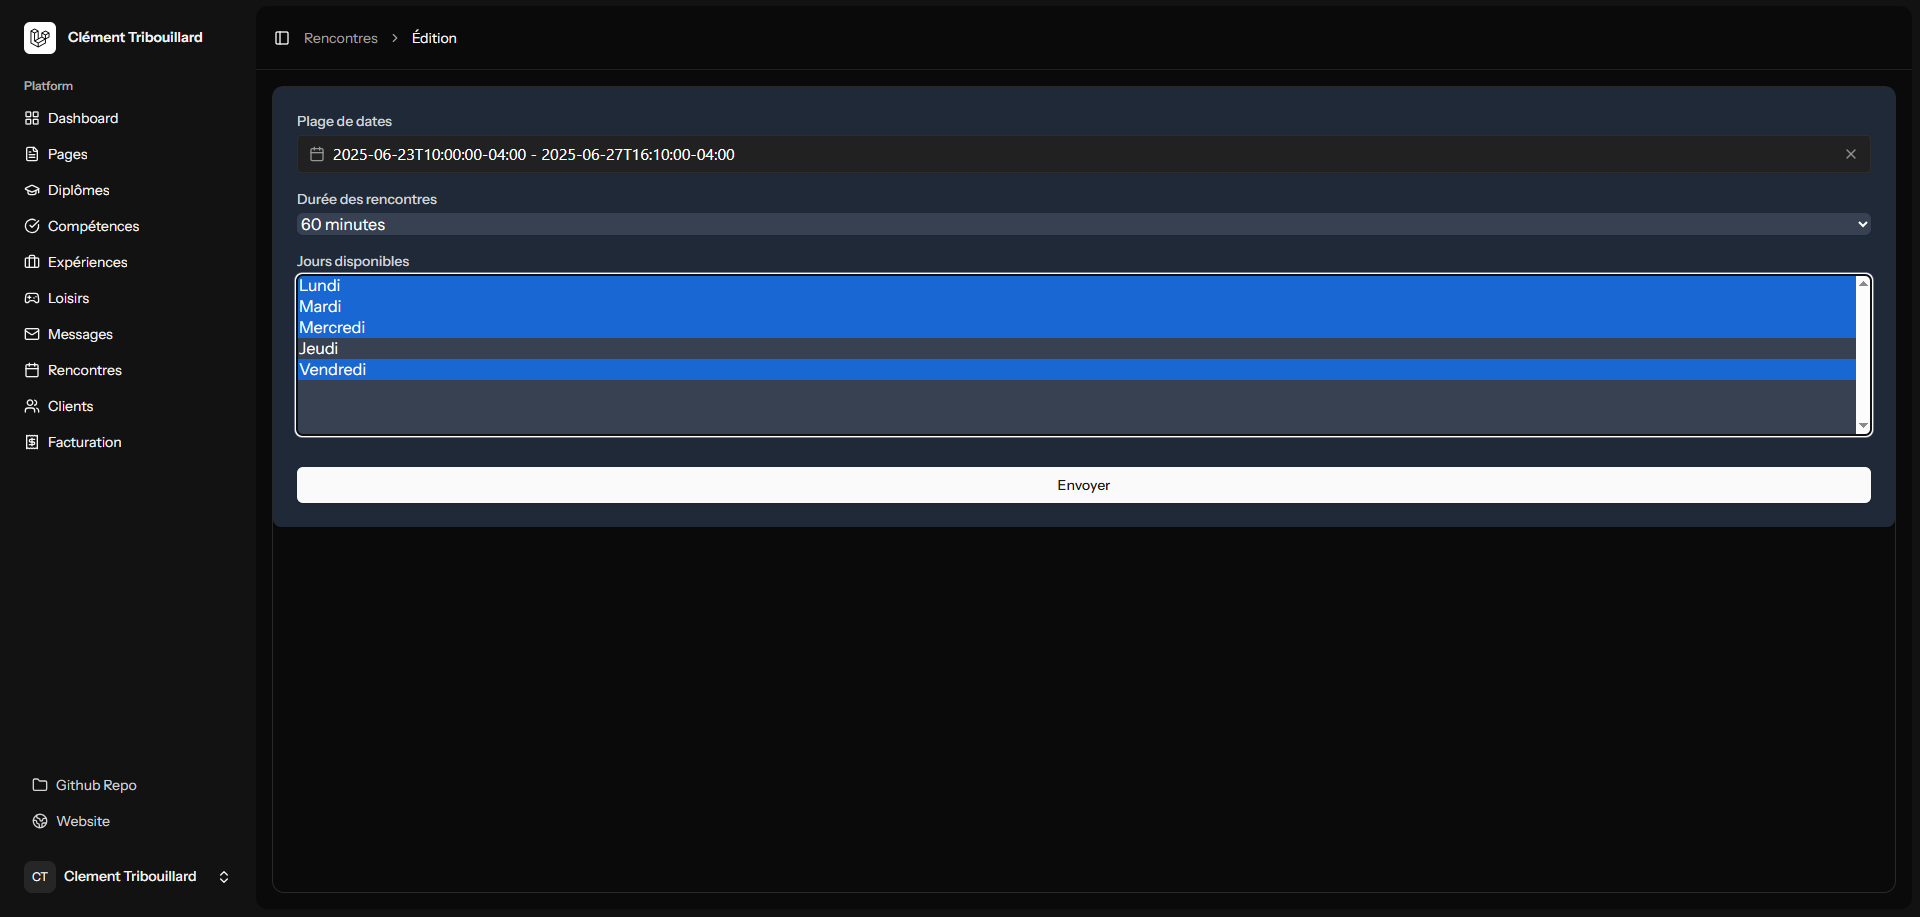 Clément Tribouillard
Platform
Dashboard
Pages
Diplômes
Compétences
Expériences
Loisirs
Messages
Rencontres
Clients
Facturation
Github Repo
Website
CT Clement Tribouillard
Rencontres > Édition
Plage de dates
2025-06-23T10:00:00-04:00 - 2025-06-27T16:10:00-04:00
Durée des rencontres
60 minutes
Jours disponibles
Lundi
Mardi
Mercredi
Jeudi
Vendredi
Envoyer